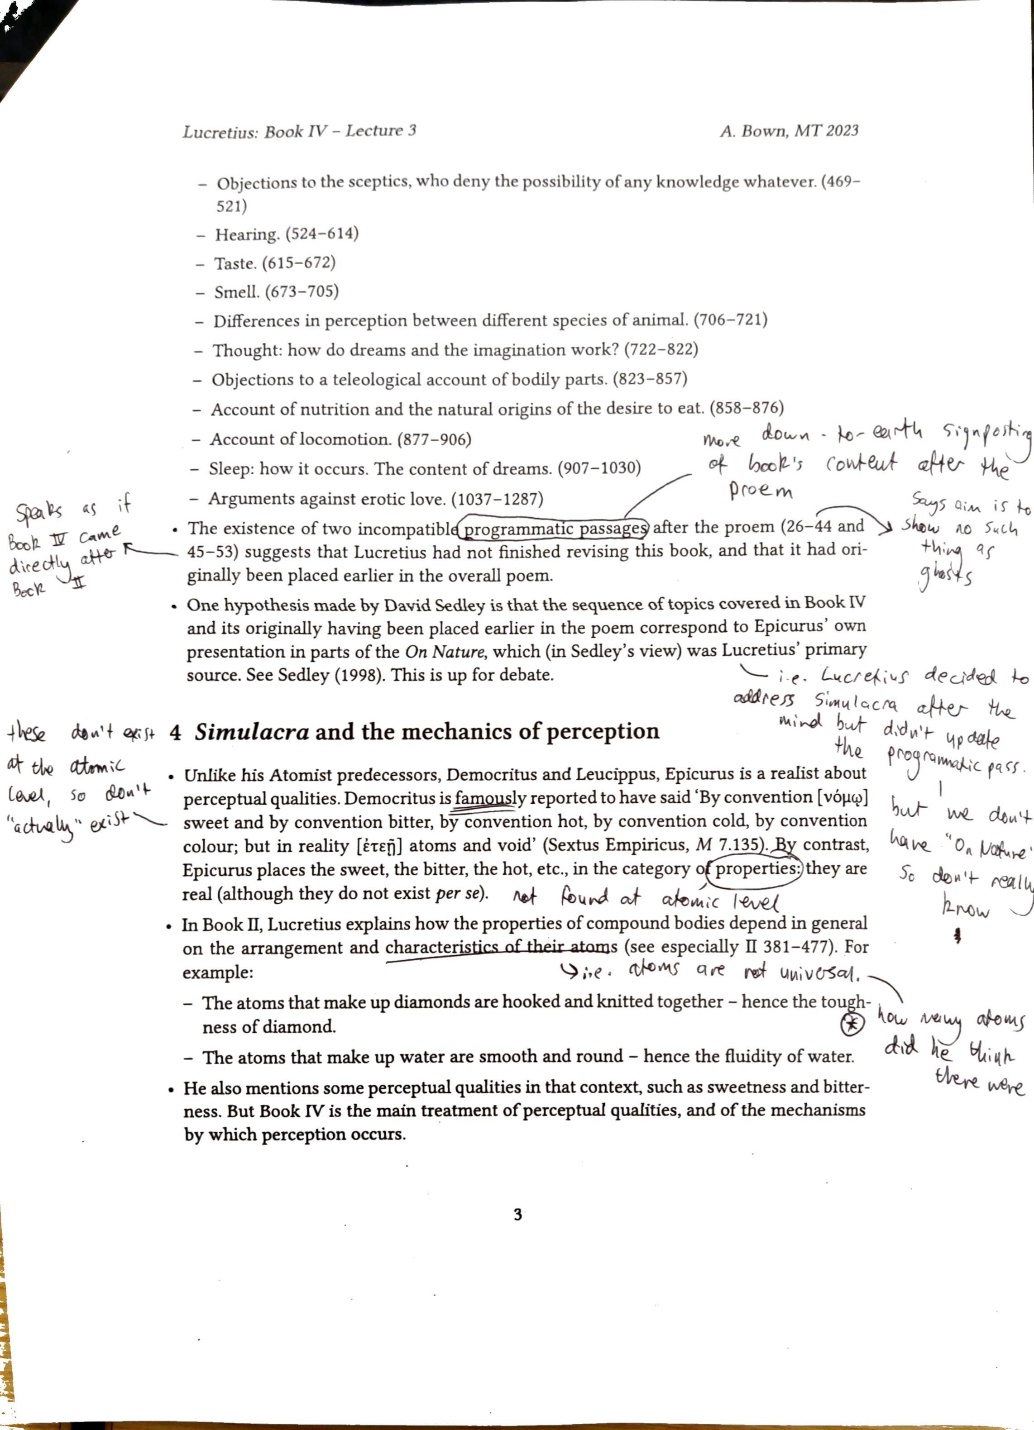 Lucretius: Book IV – Lecture 3
A. Bown, MT 2023
– Objections to the sceptics, who deny the possibility of any knowledge whatever. (469–
521)
– Hearing. (524–614)
– Taste. (615–672)
– Smell. (673–705)
– Differences in perception between different species of animal. (706–721)
– Thought: how do dreams and the imagination work? (722–822)
– Objections to a teleological account of bodily parts. (823–857)
– Account of nutrition and the natural origins of the desire to eat. (858–876)
– Account of locomotion. (877–906)
– Sleep: how it occurs. The content of dreams. (907–1030)
– Arguments against erotic love. (1037–1287)
more down-to-earth signposting
of book's content after the
proem
Speaks as if
Book IV came
directly after
Book II
Says aim is to
show no such
thing as
ghosts
• The existence of two incompatible programmatic passages after the proem (26–44 and
45–53) suggests that Lucretius had not finished revising this book, and that it had ori-
ginally been placed earlier in the overall poem.
• One hypothesis made by David Sedley is that the sequence of topics covered in Book IV
and its originally having been placed earlier in the poem correspond to Epicurus' own
presentation in parts of the On Nature, which (in Sedley's view) was Lucretius' primary
source. See Sedley (1998). This is up for debate.
i.e. Lucretius decided to
address simulacra after the
mind but didn't update
the programmatic pass.
but we don't
have "On Nature"
so don't really
know
4 Simulacra and the mechanics of perception
these don't exist
at the atomic
level, so don't
"actually" exist
• Unlike his Atomist predecessors, Democritus and Leucippus, Epicurus is a realist about
perceptual qualities. Democritus is famously reported to have said 'By convention [νόμῳ]
sweet and by convention bitter, by convention hot, by convention cold, by convention
colour; but in reality [ἐτεῇ] atoms and void' (Sextus Empiricus, M 7.135). By contrast,
Epicurus places the sweet, the bitter, the hot, etc., in the category of properties: they are
real (although they do not exist per se).
not found at atomic level
• In Book II, Lucretius explains how the properties of compound bodies depend in general
on the arrangement and characteristics of their atoms (see especially II 381–477). For
example:
i.e. atoms are not universal.
– The atoms that make up diamonds are hooked and knitted together – hence the tough-
ness of diamond.
– The atoms that make up water are smooth and round – hence the fluidity of water.
how many atoms
did he think
there were
• He also mentions some perceptual qualities in that context, such as sweetness and bitter-
ness. But Book IV is the main treatment of perceptual qualities, and of the mechanisms
by which perception occurs.
3